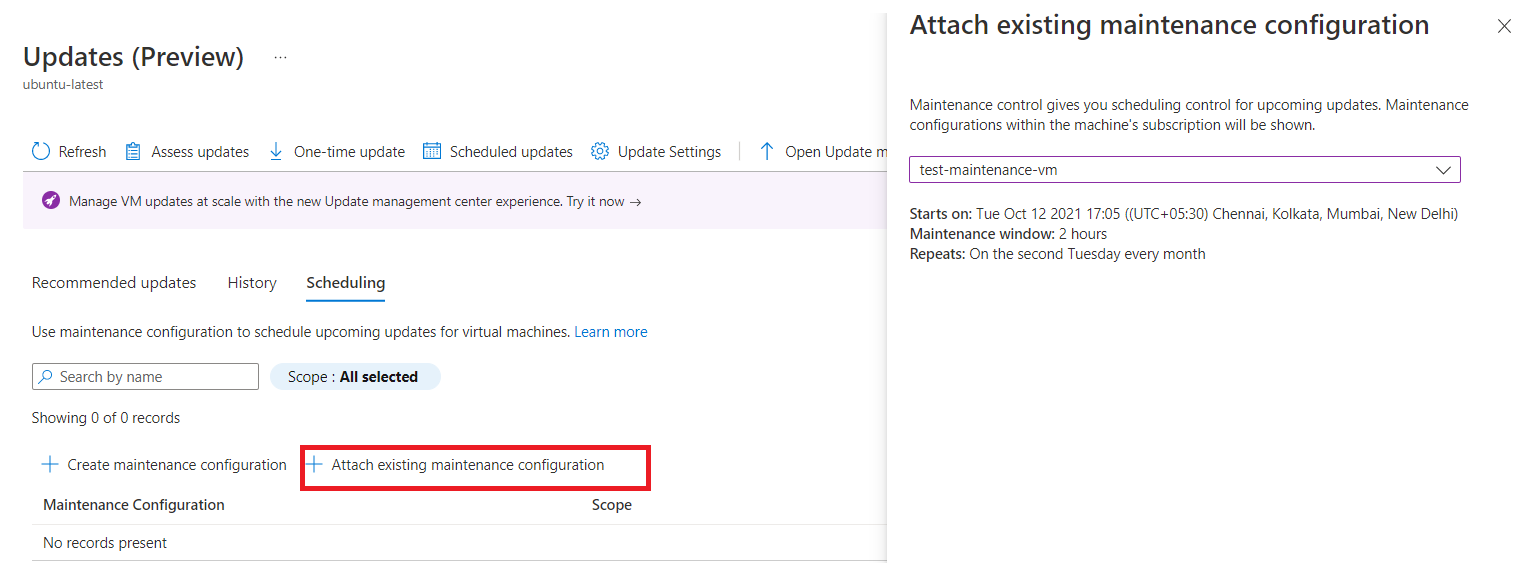 Updates (Preview) ...
ubuntu-latest
Refresh Assess updates One-time update Scheduled updates Update Settings Open Update m
Manage VM updates at scale with the new Update management center experience. Try it now →
Recommended updates History Scheduling
Use maintenance configuration to schedule upcoming updates for virtual machines. Learn more
Search by name Scope : All selected
Showing 0 of 0 records
Create maintenance configuration Attach existing maintenance configuration
Maintenance Configuration Scope
No records present
Attach existing maintenance configuration
Maintenance control gives you scheduling control for upcoming updates. Maintenance
configurations within the machine's subscription will be shown.
test-maintenance-vm
Starts on: Tue Oct 12 2021 17:05 ((UTC+05:30) Chennai, Kolkata, Mumbai, New Delhi)
Maintenance window: 2 hours
Repeats: On the second Tuesday every month